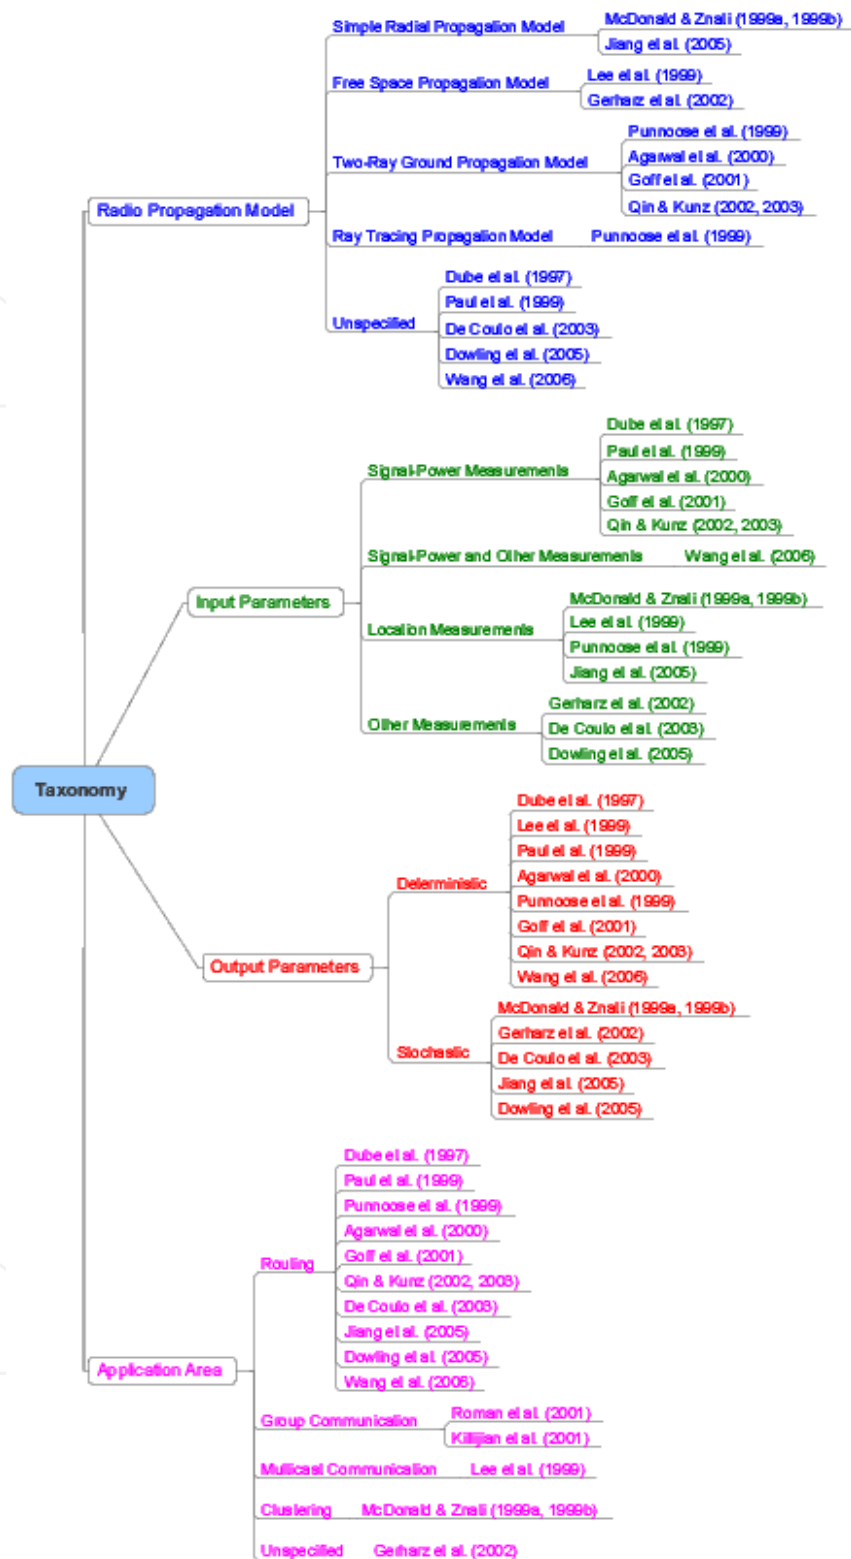 Simple Radial Propagation Model
McDonald & Znati (1999a, 1999b)
Jiang et al. (2005)
Free Space Propagation Model
Lee et al. (1999)
Gerharz et al. (2002)
Two-Ray Ground Propagation Model
Punnoose et al. (1999)
Agarwal et al. (2000)
Goff et al. (2001)
Qin & Kunz (2002, 2003)
Radio Propagation Model
Ray Tracing Propagation Model
Punnoose et al. (1999)
Unspecified
Dube et al. (1997)
Paul et al. (1999)
De Couto et al. (2003)
Dowling et al. (2005)
Wang et al. (2006)
Signal-Power Measurements
Dube et al. (1997)
Paul et al. (1999)
Agarwal et al. (2000)
Goff et al. (2001)
Qin & Kunz (2002, 2003)
Signal-Power and Other Measurements
Wang et al. (2006)
Input Parameters
Location Measurements
McDonald & Znati (1999a, 1999b)
Lee et al. (1999)
Punnoose et al. (1999)
Jiang et al. (2005)
Other Measurements
Gerharz et al. (2002)
De Couto et al. (2003)
Dowling et al. (2005)
Taxonomy
Deterministic
Dube et al. (1997)
Lee et al. (1999)
Paul et al. (1999)
Agarwal et al. (2000)
Punnoose et al. (1999)
Goff et al. (2001)
Qin & Kunz (2002, 2003)
Wang et al. (2006)
Output Parameters
Stochastic
McDonald & Znati (1999a, 1999b)
Gerharz et al. (2002)
De Couto et al. (2003)
Jiang et al. (2005)
Dowling et al. (2005)
Routing
Dube et al. (1997)
Paul et al. (1999)
Punnoose et al. (1999)
Agarwal et al. (2000)
Goff et al. (2001)
Qin & Kunz (2002, 2003)
De Couto et al. (2003)
Jiang et al. (2005)
Dowling et al. (2005)
Wang et al. (2006)
Application Area
Group Communication
Roman et al. (2001)
Killijian et al. (2001)
Multicast Communication
Lee et al. (1999)
Clustering
McDonald & Znati (1999a, 1999b)
Unspecified
Gerharz et al. (2002)